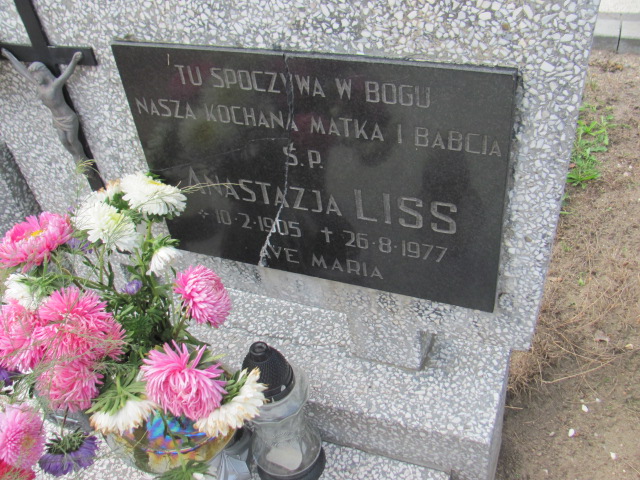 TU SPOCZYWA W BOGU
NASZA KOCHANA MATKA I BABCIA
Ś.P.
ANASTAZJA LISS
+ 10·2·1905 † 26·8·1977
AVE MARIA